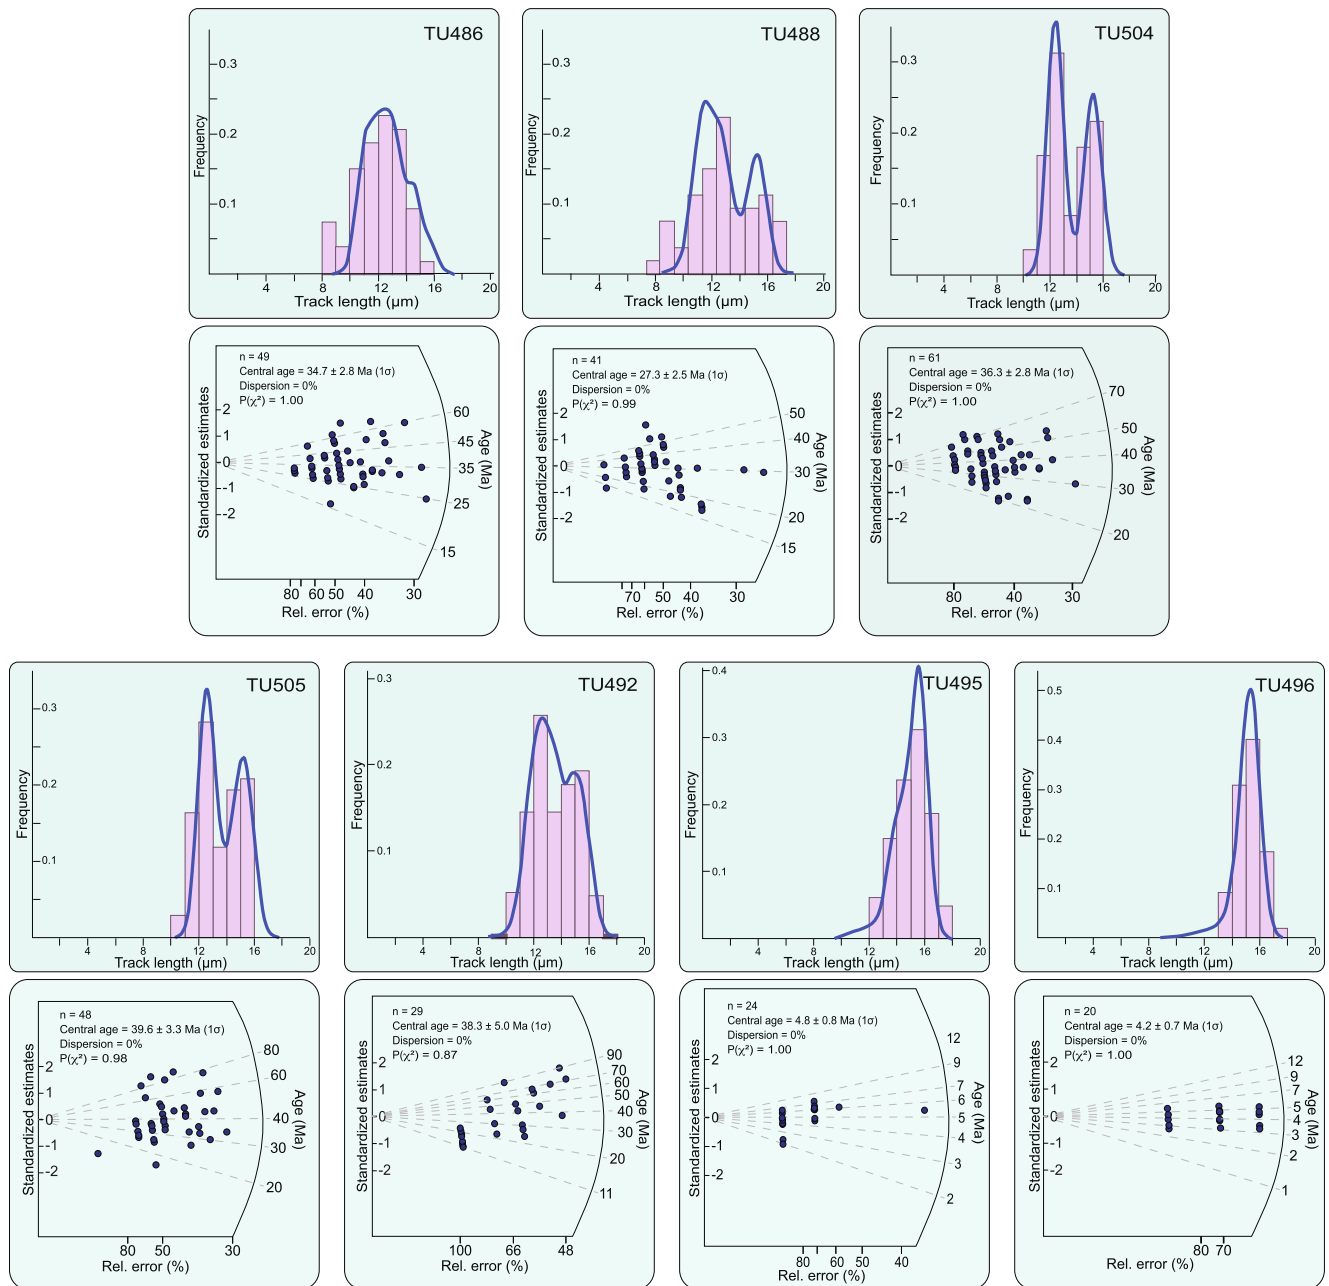 TU486
0.3
0.2
0.1
Frequency
4
8
12
16
20
Track length (µm)
TU488
0.3
0.2
0.1
Frequency
4
8
12
16
20
Track length (µm)
TU504
0.3
0.2
0.1
Frequency
4
8
12
16
20
Track length (µm)
n = 49
Central age = 34.7 ± 2.8 Ma (1σ)
Dispersion = 0%
P(χ²) = 1.00
Standardized estimates
2
1
0
-1
-2
60
45
35
25
15
Age (Ma)
80 60 50 40 30
Rel. error (%)
n = 41
Central age = 27.3 ± 2.5 Ma (1σ)
Dispersion = 0%
P(χ²) = 0.99
Standardized estimates
2
1
0
-1
-2
50
40
30
20
15
Age (Ma)
70 50 40 30
Rel. error (%)
n = 61
Central age = 36.3 ± 2.8 Ma (1σ)
Dispersion = 0%
P(χ²) = 1.00
Standardized estimates
2
1
0
-1
-2
70
50
40
30
20
Age (Ma)
80 40 30
Rel. error (%)
TU505
0.3
0.2
0.1
Frequency
4
8
12
16
20
Track length (µm)
TU492
0.3
0.2
0.1
Frequency
4
8
12
16
20
Track length (µm)
TU495
0.4
0.3
0.2
0.1
Frequency
4
8
12
16
20
Track length (µm)
TU496
0.5
0.4
0.3
0.2
0.1
Frequency
4
8
12
16
20
Track length (µm)
n = 48
Central age = 39.6 ± 3.3 Ma (1σ)
Dispersion = 0%
P(χ²) = 0.98
Standardized estimates
2
1
0
-1
-2
80
60
40
30
20
Age (Ma)
80 50 30
Rel. error (%)
n = 29
Central age = 38.3 ± 5.0 Ma (1σ)
Dispersion = 0%
P(χ²) = 0.87
Standardized estimates
2
1
0
-1
-2
90
70
60
50
40
30
20
11
Age (Ma)
100 66 48
Rel. error (%)
n = 24
Central age = 4.8 ± 0.8 Ma (1σ)
Dispersion = 0%
P(χ²) = 1.00
Standardized estimates
2
1
0
-1
-2
12
9
7
6
5
4
3
2
Age (Ma)
80 60 50 40
Rel. error (%)
n = 20
Central age = 4.2 ± 0.7 Ma (1σ)
Dispersion = 0%
P(χ²) = 1.00
Standardized estimates
2
1
0
-1
-2
12
9
7
5
4
3
2
1
Age (Ma)
80 70
Rel. error (%)